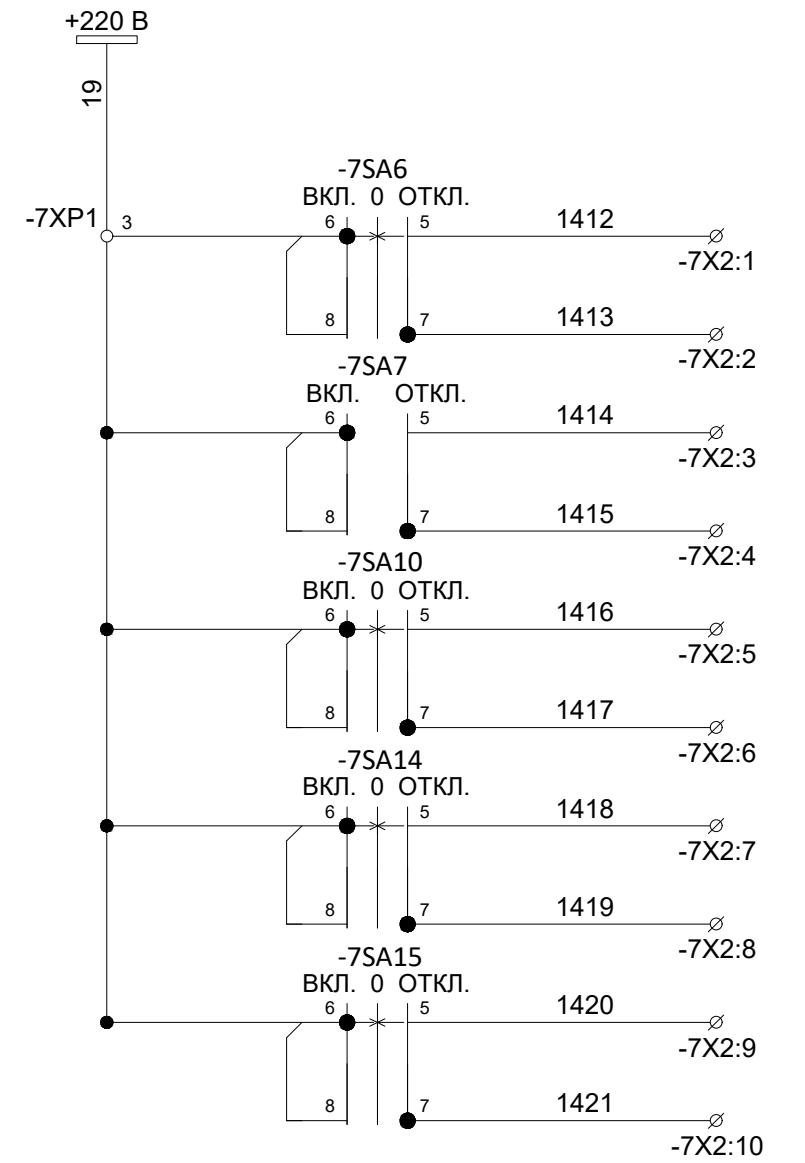 +220 В
19
-7SA6
ВКЛ. 0 ОТКЛ.
-7XP1 3 6 5 1412
-7X2:1
8 7 1413
-7X2:2
-7SA7
ВКЛ. ОТКЛ.
6 5 1414
-7X2:3
8 7 1415
-7X2:4
-7SA10
ВКЛ. 0 ОТКЛ.
6 5 1416
-7X2:5
8 7 1417
-7X2:6
-7SA14
ВКЛ. 0 ОТКЛ.
6 5 1418
-7X2:7
8 7 1419
-7X2:8
-7SA15
ВКЛ. 0 ОТКЛ.
6 5 1420
-7X2:9
8 7 1421
-7X2:10